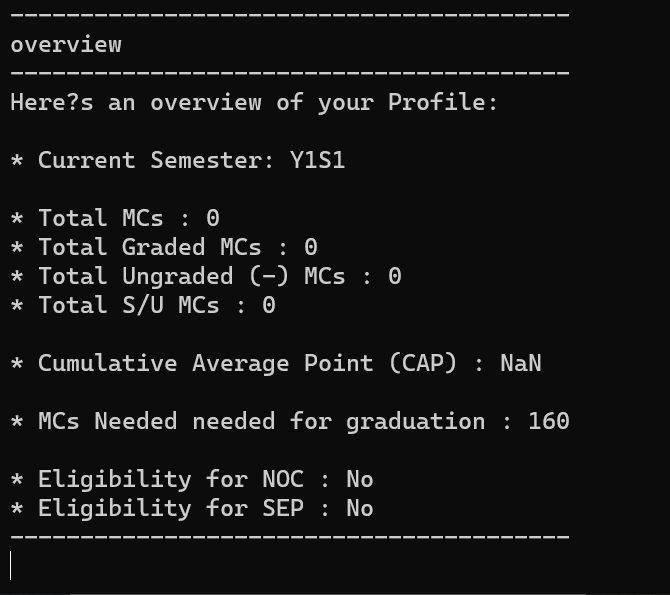 ----------------------------------------
overview
----------------------------------------
Here?s an overview of your Profile:
* Current Semester: Y1S1
* Total MCs : 0
* Total Graded MCs : 0
* Total Ungraded (-) MCs : 0
* Total S/U MCs : 0
* Cumulative Average Point (CAP) : NaN
* MCs Needed needed for graduation : 160
* Eligibility for NOC : No
* Eligibility for SEP : No
----------------------------------------